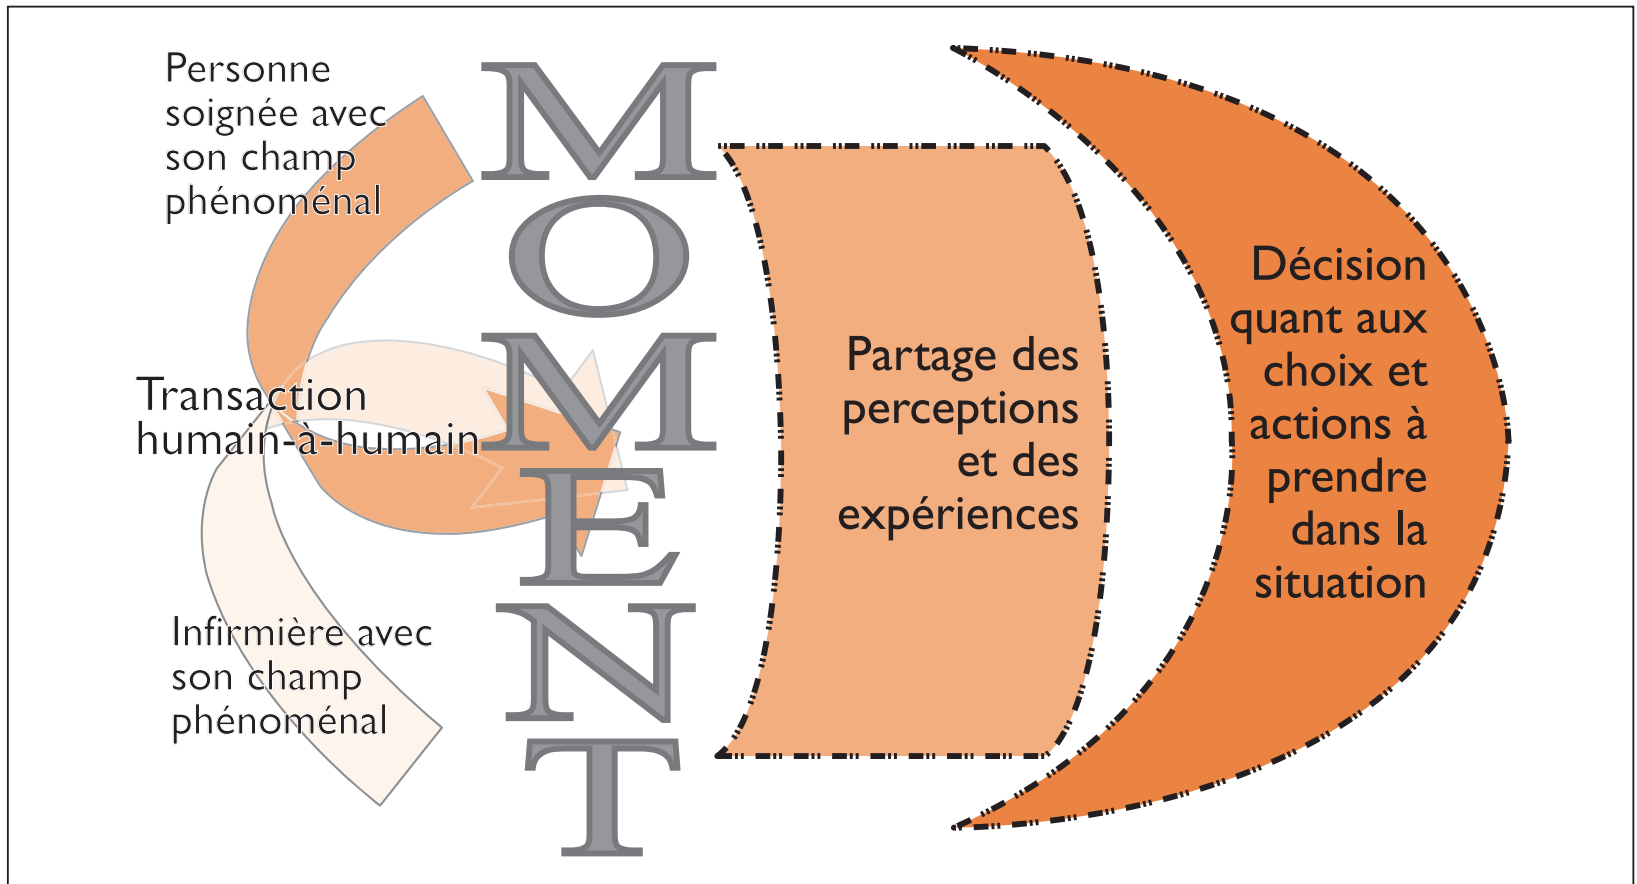 Personne
soignée avec
son champ
phénoménal
Transaction
humain-à-humain
Infirmière avec
son champ
phénoménal
MOMENT
Partage des
perceptions
et des
expériences
Décision
quant aux
choix et
actions à
prendre
dans la
situation